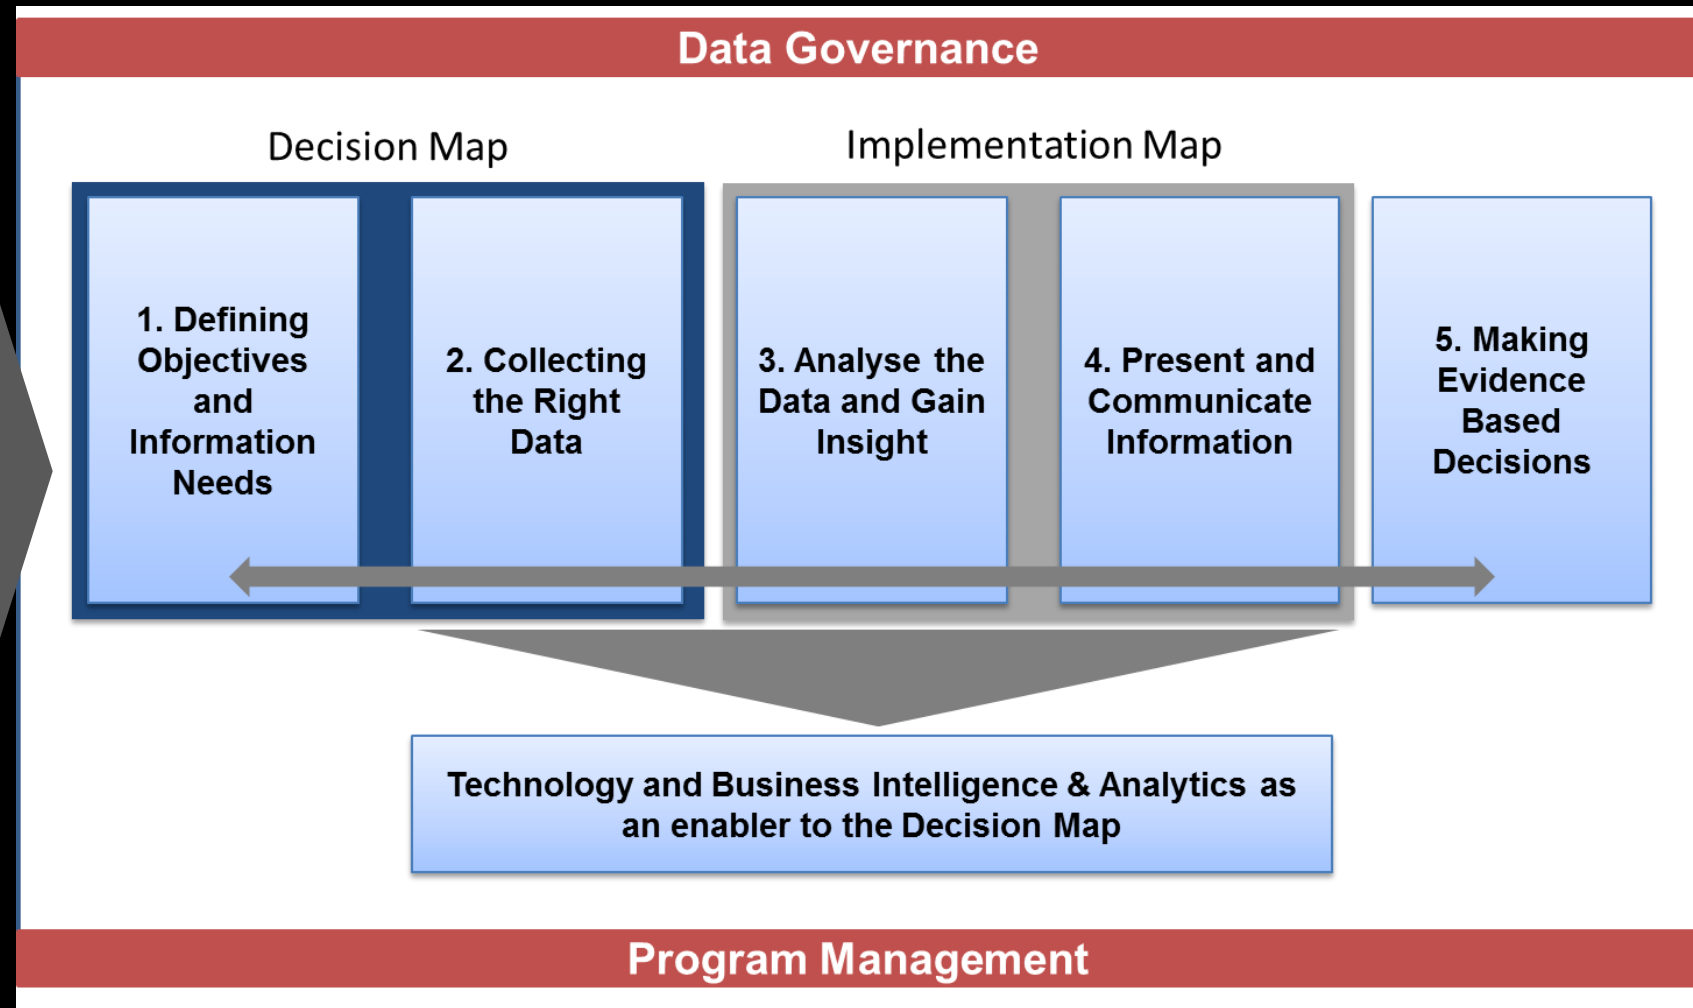 Data Governance
Decision Map
Implementation Map
1. Defining
Objectives
and
Information
Needs
2. Collecting
the Right
Data
3. Analyse the
Data and Gain
Insight
4. Present and
Communicate
Information
5. Making
Evidence
Based
Decisions
Technology and Business Intelligence & Analytics as
an enabler to the Decision Map
Program Management